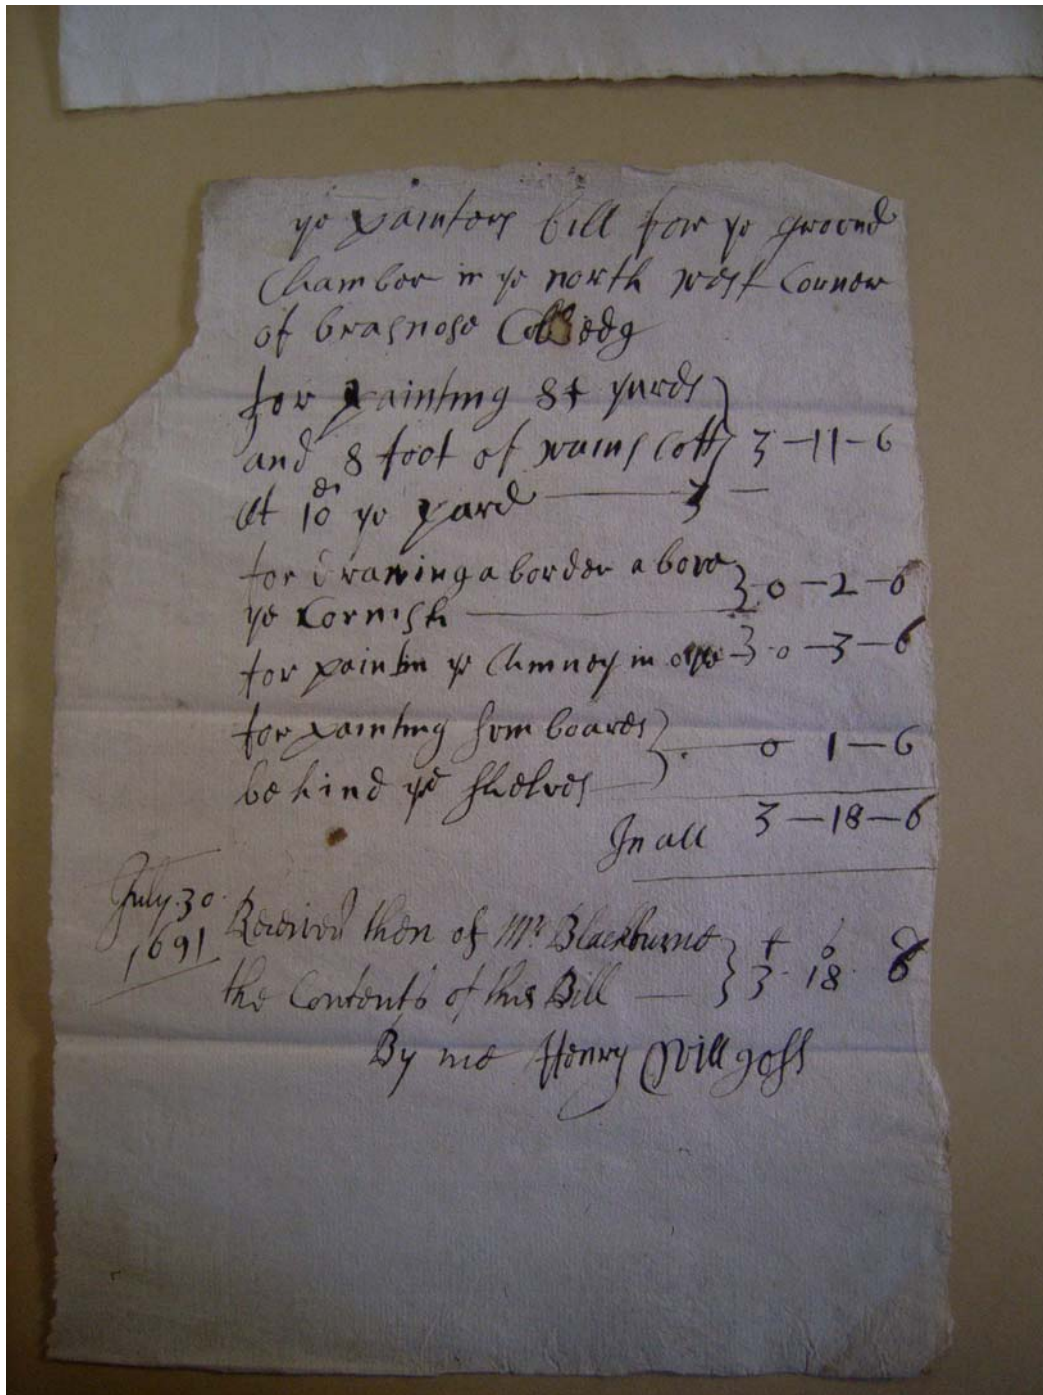 ye painters bill for ye ground
Chamber in ye north west Corner
of brasnose Colledg
for painting 85 yards
and 8 foot of wainscott 3-11-6
At 10d ye yard
for drawing a border above
ye Cornish 0-2-0
for paintin ye Chimney in 0-3-6
for painting som boards
behind ye shelves 0 1-6
In all 3-18-6
July 30
1691
Received then of Mr Blackburne
the Contents of this Bill 3 18 6
By me Henry Willgoss